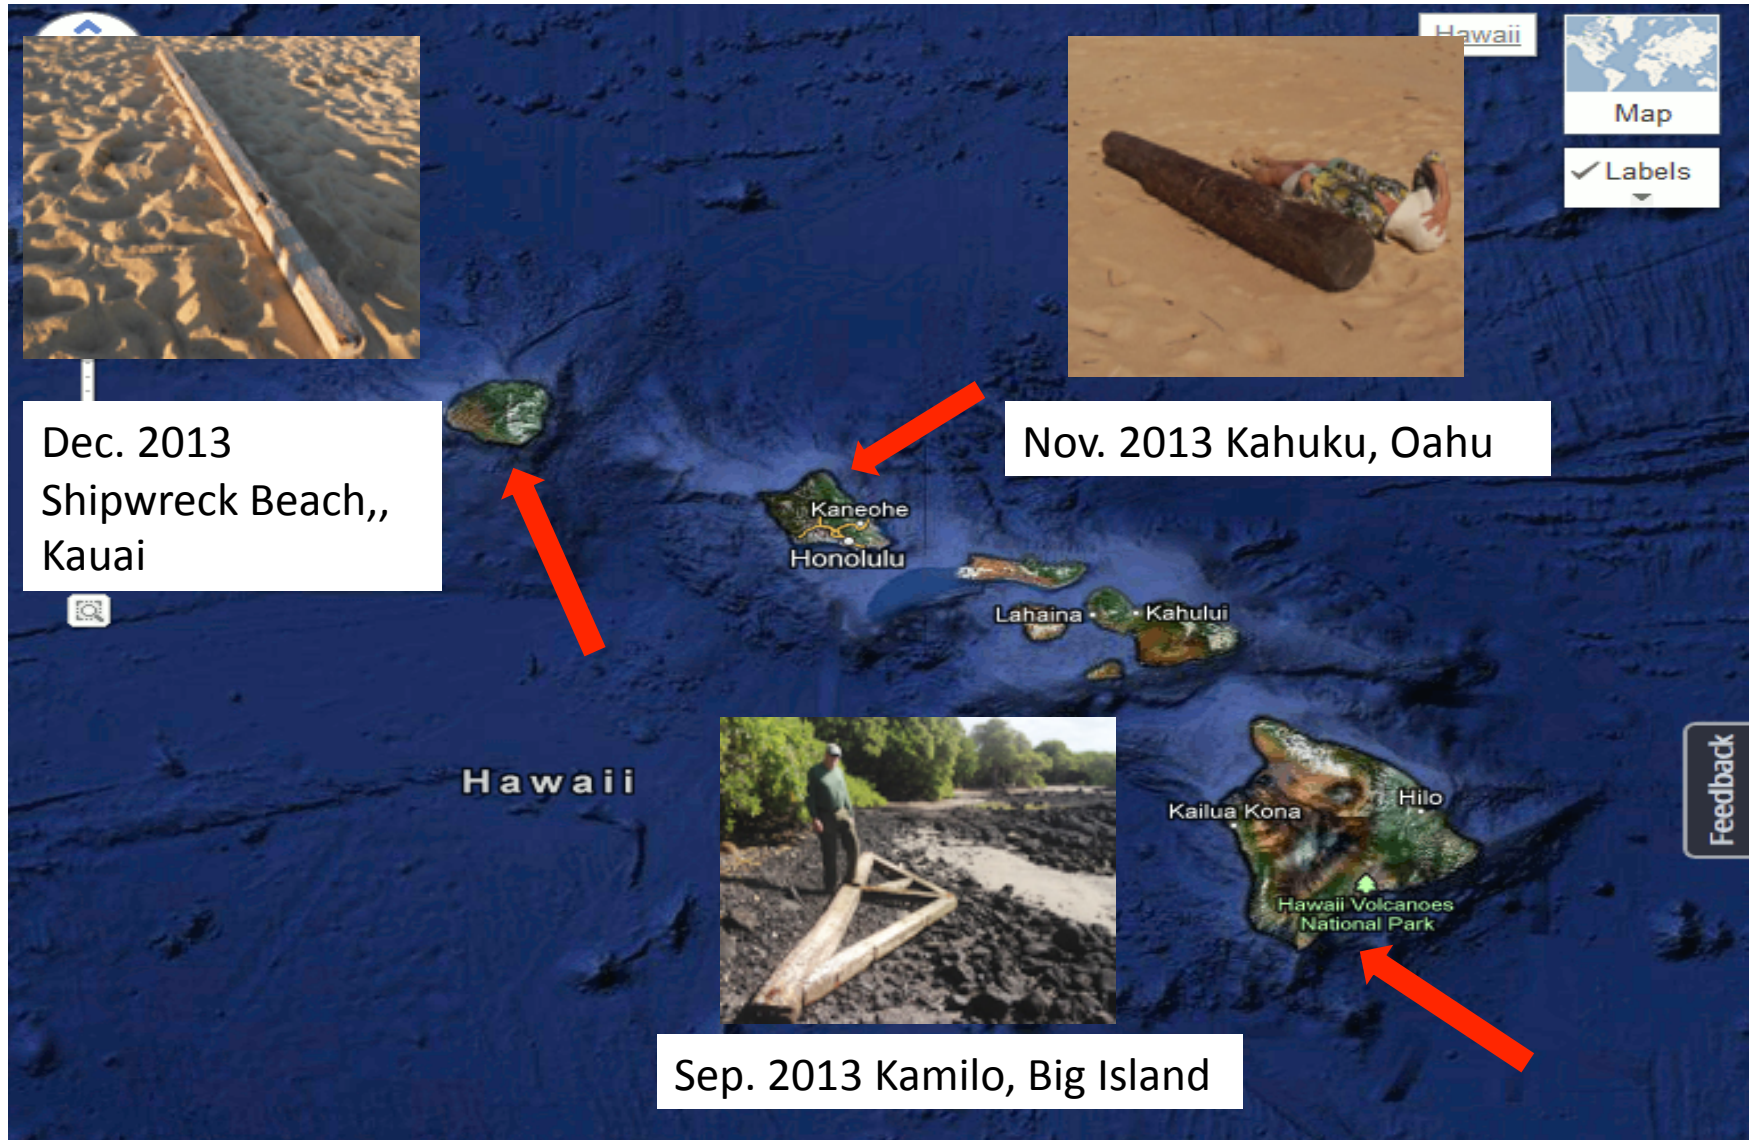 Hawaii
Map
Labels
Dec. 2013
Shipwreck Beach,,
Kauai
Nov. 2013 Kahuku, Oahu
Kaneohe
Honolulu
Lahaina
Kahului
Hawaii
Kailua Kona
Hilo
Hawaii Volcanoes
National Park
Feedback
Sep. 2013 Kamilo, Big Island